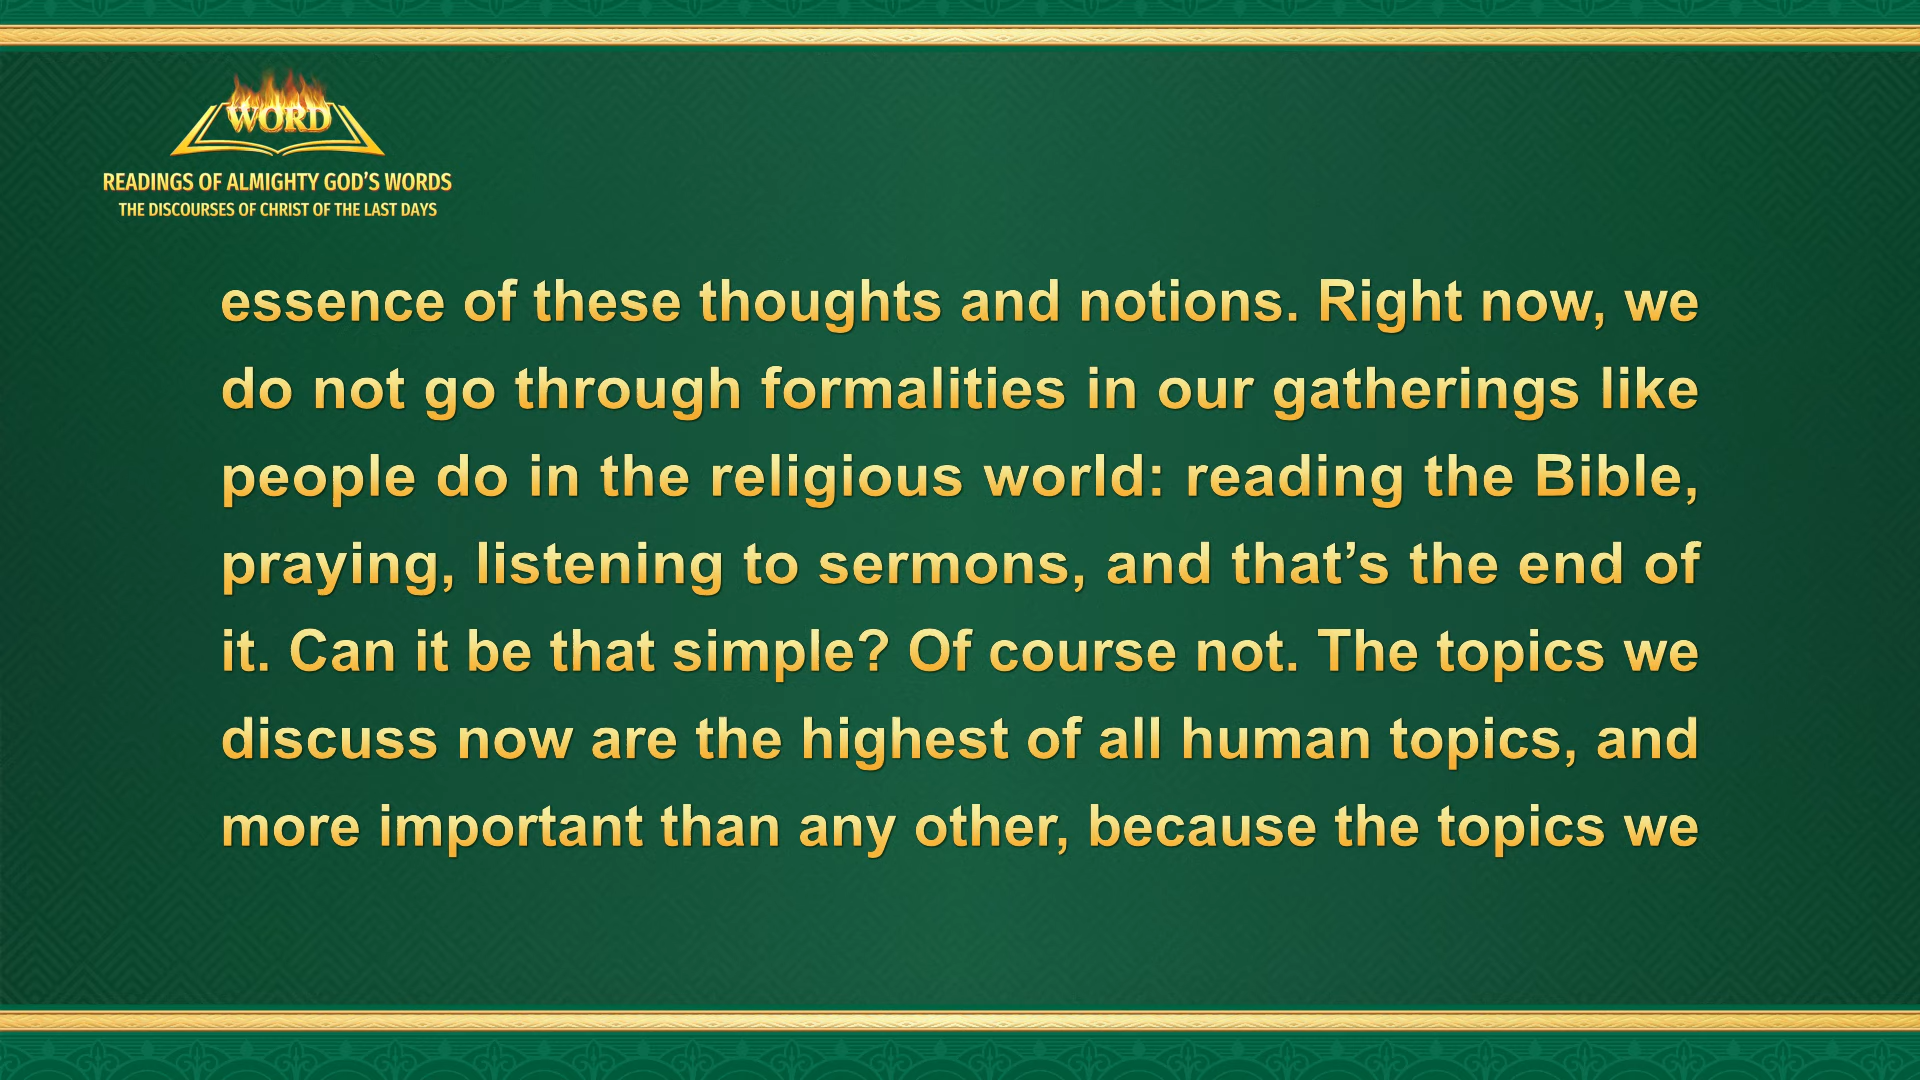 WORD
READINGS OF ALMIGHTY GOD’S WORDS
THE DISCOURSES OF CHRIST OF THE LAST DAYS
essence of these thoughts and notions. Right now, we
do not go through formalities in our gatherings like
people do in the religious world: reading the Bible,
praying, listening to sermons, and that’s the end of
it. Can it be that simple? Of course not. The topics we
discuss now are the highest of all human topics, and
more important than any other, because the topics we